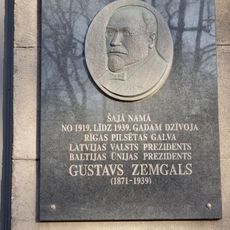 ŠAJĀ NAMĀ
NO 1919. LĪDZ 1939. GADAM DZĪVOJA
RĪGAS PILSĒTAS GALVA
LATVIJAS VALSTS PREZIDENTS
BALTIJAS ŪNIJAS PREZIDENTS
GUSTAVS ZEMGALS
(1871-1939)